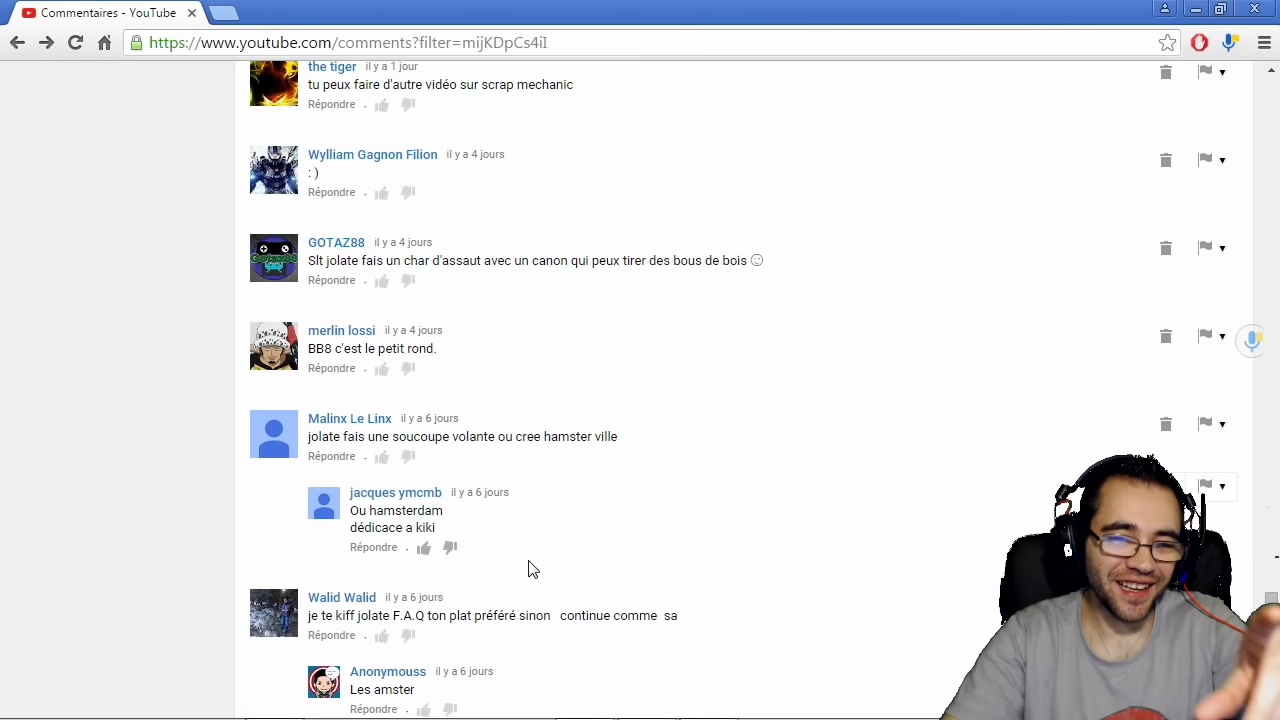 Commentaires - YouTube
https://www.youtube.com/comments?filter=mijKDpCs4iI
the tiger il y a 1 jour
tu peux faire d'autre vidéo sur scrap mechanic
Répondre .
Wylliam Gagnon Filion il y a 4 jours
: )
Répondre .
GOTAZ88 il y a 4 jours
Slt jolate fais un char d'assaut avec un canon qui peux tirer des bous de bois ☺
Répondre .
merlin lossi il y a 4 jours
BB8 c'est le petit rond.
Répondre .
Malinx Le Linx il y a 6 jours
jolate fais une soucoupe volante ou cree hamster ville
Répondre .
jacques ymcmb il y a 6 jours
Ou hamsterdam
dédicace a kiki
Répondre .
Walid Walid il y a 6 jours
je te kiff jolate F.A.Q ton plat préféré sinon continue comme sa
Répondre .
Anonymouss il y a 6 jours
Les amster
Répondre .